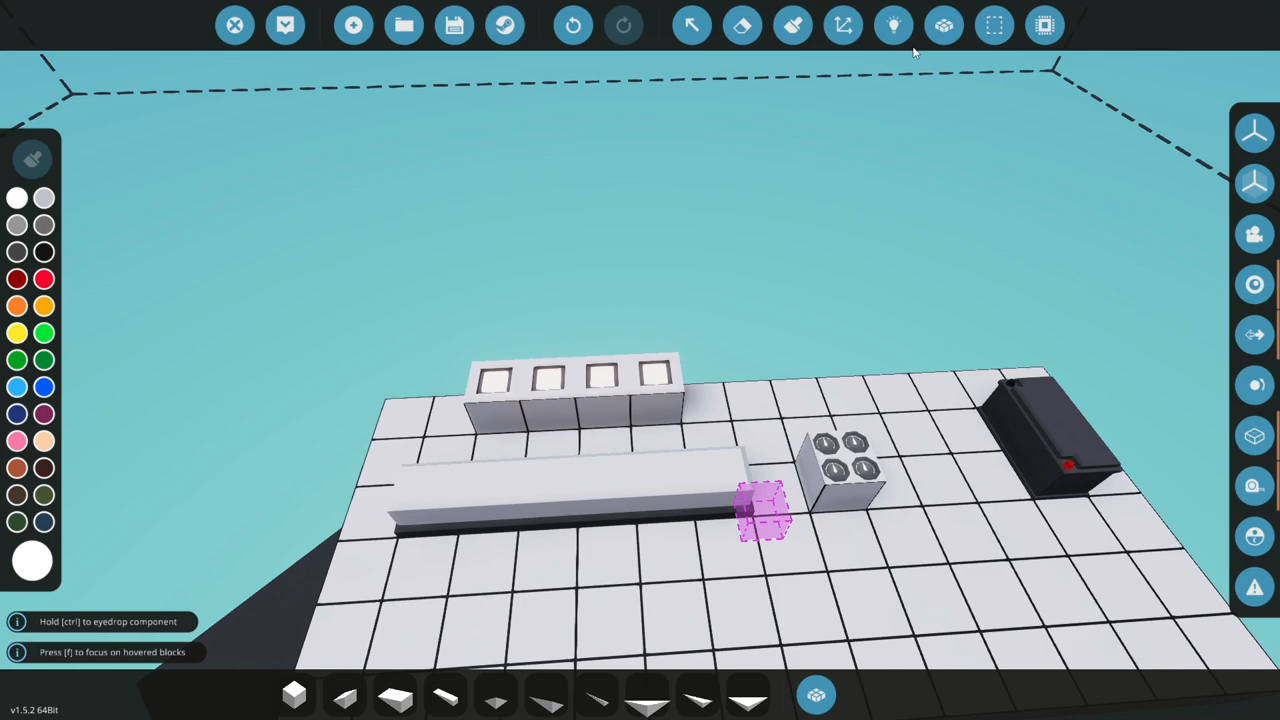 Hold [ctrl] to eyedrop component
Press [f] to focus on hovered blocks
v1.5.2 64Bit